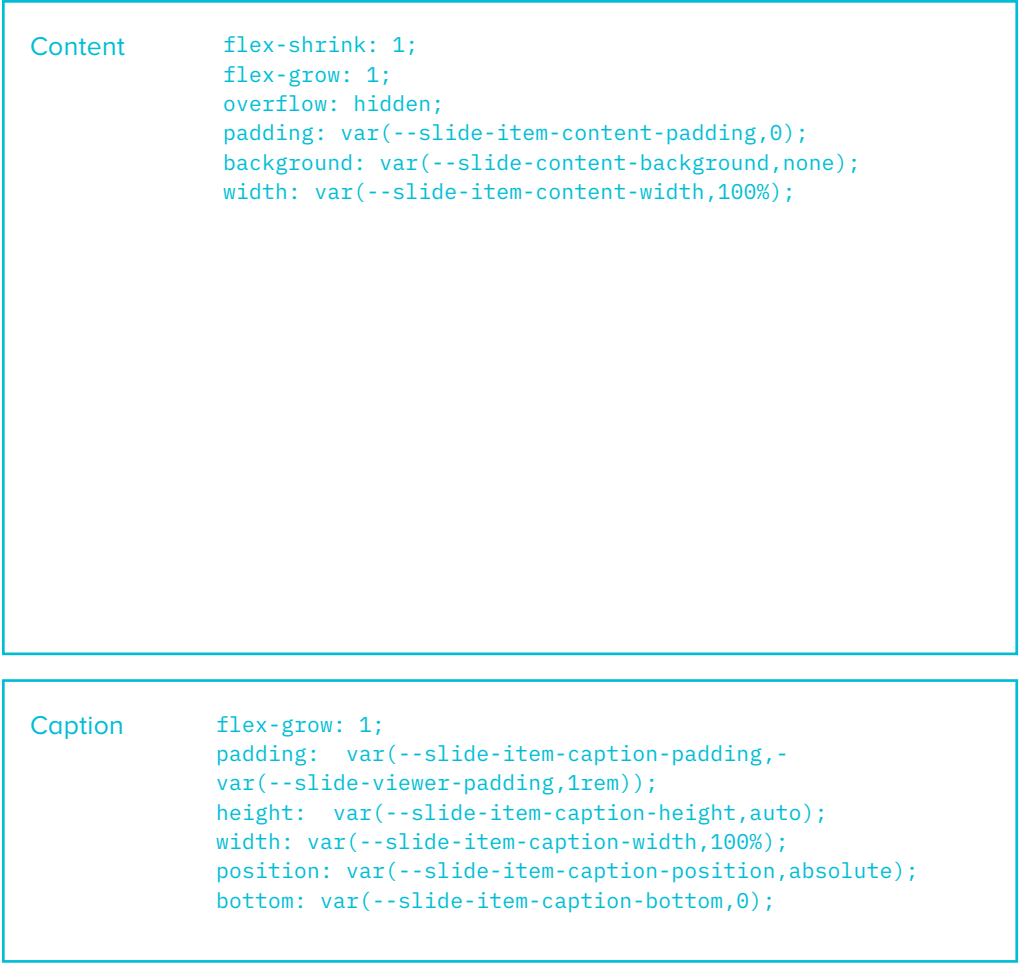 Content
flex-shrink: 1;
flex-grow: 1;
overflow: hidden;
padding: var(--slide-item-content-padding,0);
background: var(--slide-content-background,none);
width: var(--slide-item-content-width,100%);
Caption
flex-grow: 1;
padding:  var(--slide-item-caption-padding,-
var(--slide-viewer-padding,1rem));
height:  var(--slide-item-caption-height,auto);
width: var(--slide-item-caption-width,100%);
position: var(--slide-item-caption-position,absolute);
bottom: var(--slide-item-caption-bottom,0);